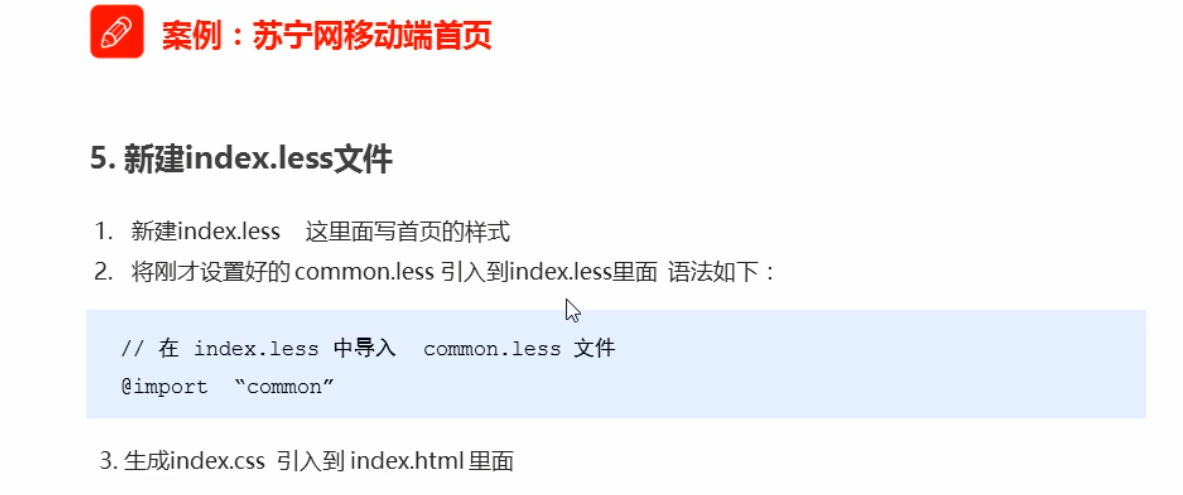 案例：苏宁网移动端首页
5. 新建index.less文件
1. 新建index.less 这里面写首页的样式
2. 将刚才设置好的 common.less 引入到index.less里面 语法如下：
// 在 index.less 中导入 common.less 文件
@import “common”
3. 生成index.css 引入到 index.html 里面